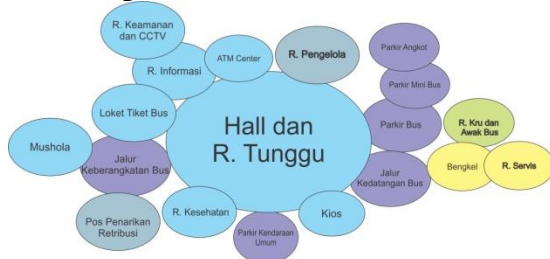 R. Keamanan
dan CCTV
R. Informasi
ATM Center
R. Pengelola
Parkir Angkot
Parkir Mini Bus
Loket Tiket Bus
Hall dan
R. Tunggu
Parkir Bus
R. Kru dan
Awak Bus
Mushola
Jalur
Keberangkatan Bus
Jalur
Kedatangan Bus
Bengkel
R. Servis
Pos Penarikan
Retribusi
R. Kesehatan
Kios
Parkir Kendaraan
Umum